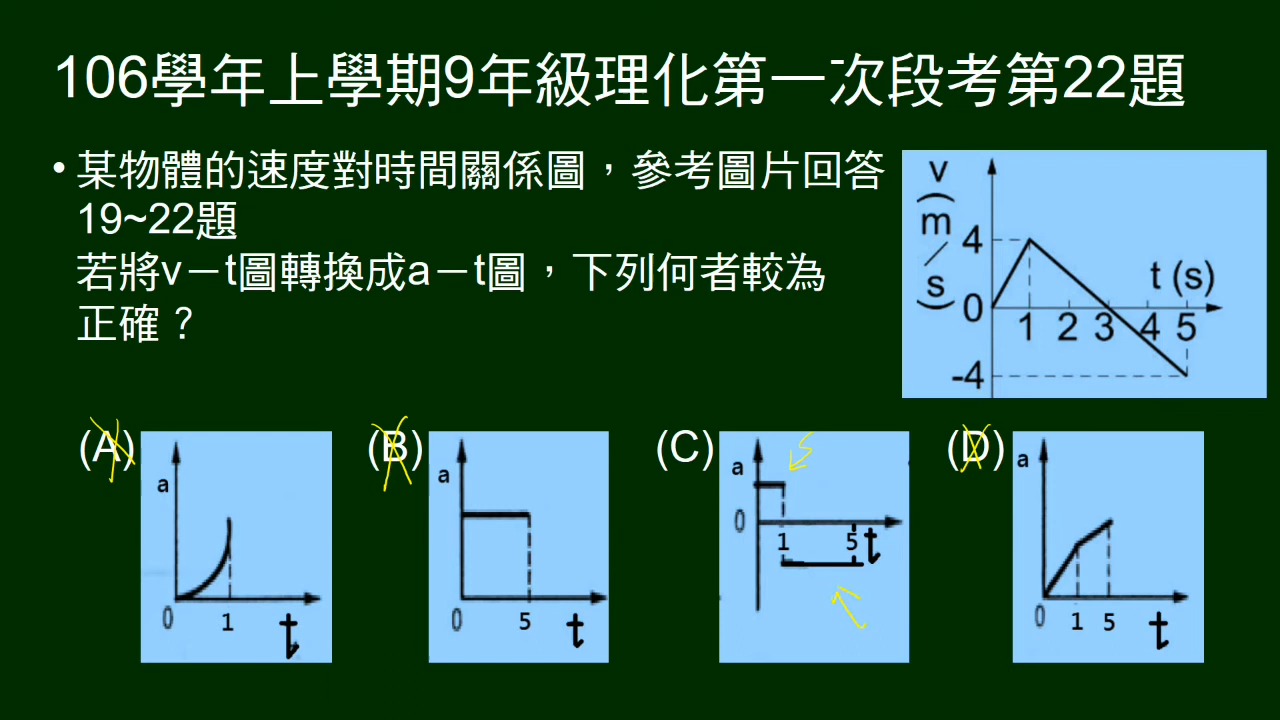 106學年上學期9年級理化第一次段考第22題
• 某物體的速度對時間關係圖，參考圖片回答
19~22題
若將v－t圖轉換成a－t圖，下列何者較為
正確？
v
(m/s)
4
0
-4
1 2 3 4 5
t (s)
(A)
a
0
1
t
(B)
a
0
5
t
(C)
a
0
1
5
t
(D)
a
0
1
5
t